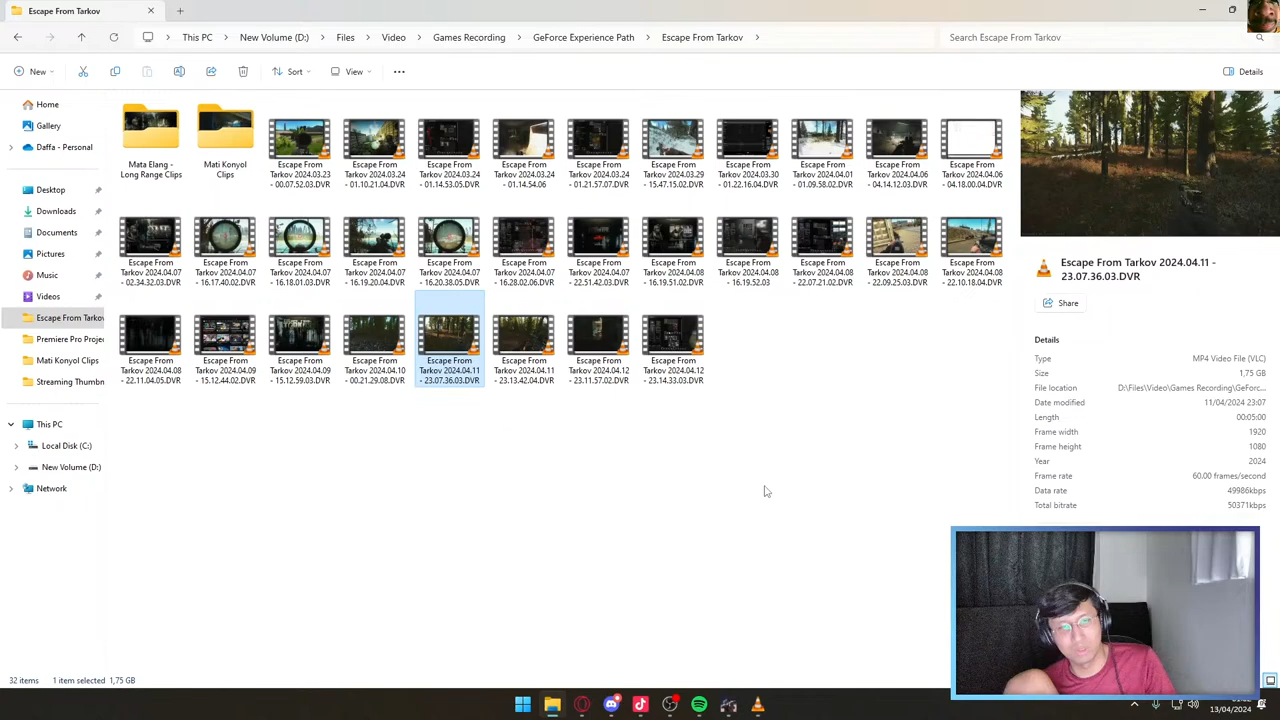 Escape From Tarkov
This PC
New Volume (D:)
Files
Video
Games Recording
GeForce Experience Path
Escape From Tarkov
Search Escape From Tarkov
New
Sort
View
Details
Home
Gallery
Daffa - Personal
Desktop
Downloads
Documents
Pictures
Music
Videos
Escape From Tarkov
Premiere Pro Projec
Mati Konyol Clips
Streaming Thumbn
This PC
Local Disk (C:)
New Volume (D:)
Network
Mata Elang -
Long Range Clips
Mati Konyol
Clips
Escape From
Tarkov 2024.03.23
- 00.07.52.03.DVR
Escape From
Tarkov 2024.03.24
- 01.10.21.04.DVR
Escape From
Tarkov 2024.03.24
- 01.14.53.05.DVR
Escape From
Tarkov 2024.03.24
- 01.14.54.06
Escape From
Tarkov 2024.03.24
- 01.21.57.07.DVR
Escape From
Tarkov 2024.03.29
- 15.47.15.02.DVR
Escape From
Tarkov 2024.03.30
- 01.22.16.04.DVR
Escape From
Tarkov 2024.04.01
- 01.09.58.02.DVR
Escape From
Tarkov 2024.04.06
- 04.14.12.03.DVR
Escape From
Tarkov 2024.04.06
- 04.18.00.04.DVR
Escape From
Tarkov 2024.04.07
- 02.34.32.03.DVR
Escape From
Tarkov 2024.04.07
- 16.17.40.02.DVR
Escape From
Tarkov 2024.04.07
- 16.18.01.03.DVR
Escape From
Tarkov 2024.04.07
- 16.19.20.04.DVR
Escape From
Tarkov 2024.04.07
- 16.20.38.05.DVR
Escape From
Tarkov 2024.04.07
- 16.28.02.06.DVR
Escape From
Tarkov 2024.04.07
- 22.51.42.03.DVR
Escape From
Tarkov 2024.04.08
- 16.19.51.02.DVR
Escape From
Tarkov 2024.04.08
- 16.19.52.03
Escape From
Tarkov 2024.04.08
- 22.07.21.02.DVR
Escape From
Tarkov 2024.04.08
- 22.09.25.03.DVR
Escape From
Tarkov 2024.04.08
- 22.10.18.04.DVR
Escape From
Tarkov 2024.04.08
- 22.11.04.05.DVR
Escape From
Tarkov 2024.04.09
- 15.12.44.02.DVR
Escape From
Tarkov 2024.04.09
- 15.12.59.03.DVR
Escape From
Tarkov 2024.04.10
- 00.21.29.08.DVR
Escape From
Tarkov 2024.04.11
- 23.07.36.03.DVR
Escape From
Tarkov 2024.04.11
- 23.13.42.04.DVR
Escape From
Tarkov 2024.04.12
- 23.11.57.02.DVR
Escape From
Tarkov 2024.04.12
- 23.14.33.03.DVR
Escape From Tarkov 2024.04.11 -
23.07.36.03.DVR
Share
Details
Type MP4 Video File (VLC)
Size 1,75 GB
File location D:\Files\Video\Games Recording\GeForc...
Date modified 11/04/2024 23:07
Length 00:05:00
Frame width 1920
Frame height 1080
Year 2024
Frame rate 60.00 frames/second
Data rate 49986kbps
Total bitrate 50371kbps
32 items
1 item selected 1,75 GB
13/04/2024